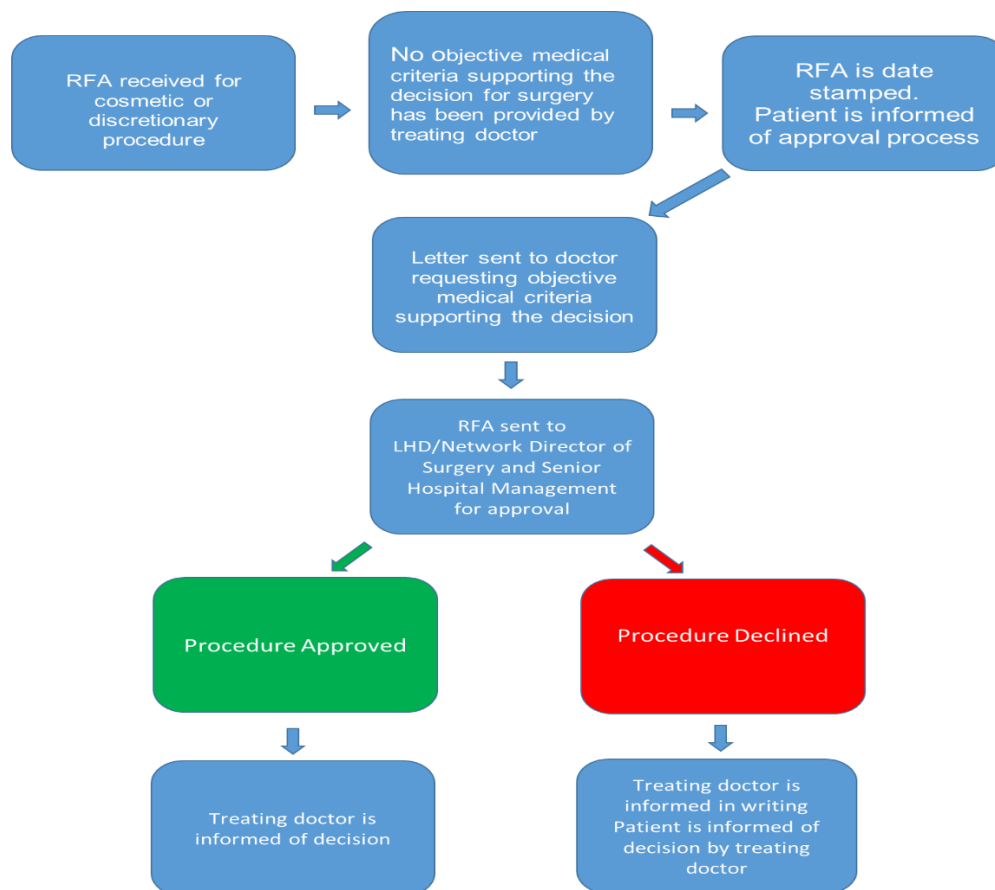 RFA received for
cosmetic or
discretionary
procedure
No objective medical
criteria supporting the
decision for surgery
has been provided by
treating doctor
RFA is date
stamped.
Patient is informed
of approval process
Letter sent to doctor
requesting objective
medical criteria
supporting the decision
RFA sent to
LHD/Network Director of
Surgery and Senior
Hospital Management
for approval
Procedure Approved
Procedure Declined
Treating doctor is
informed of decision
Treating doctor is
informed in writing
Patient is informed of
decision by treating
doctor